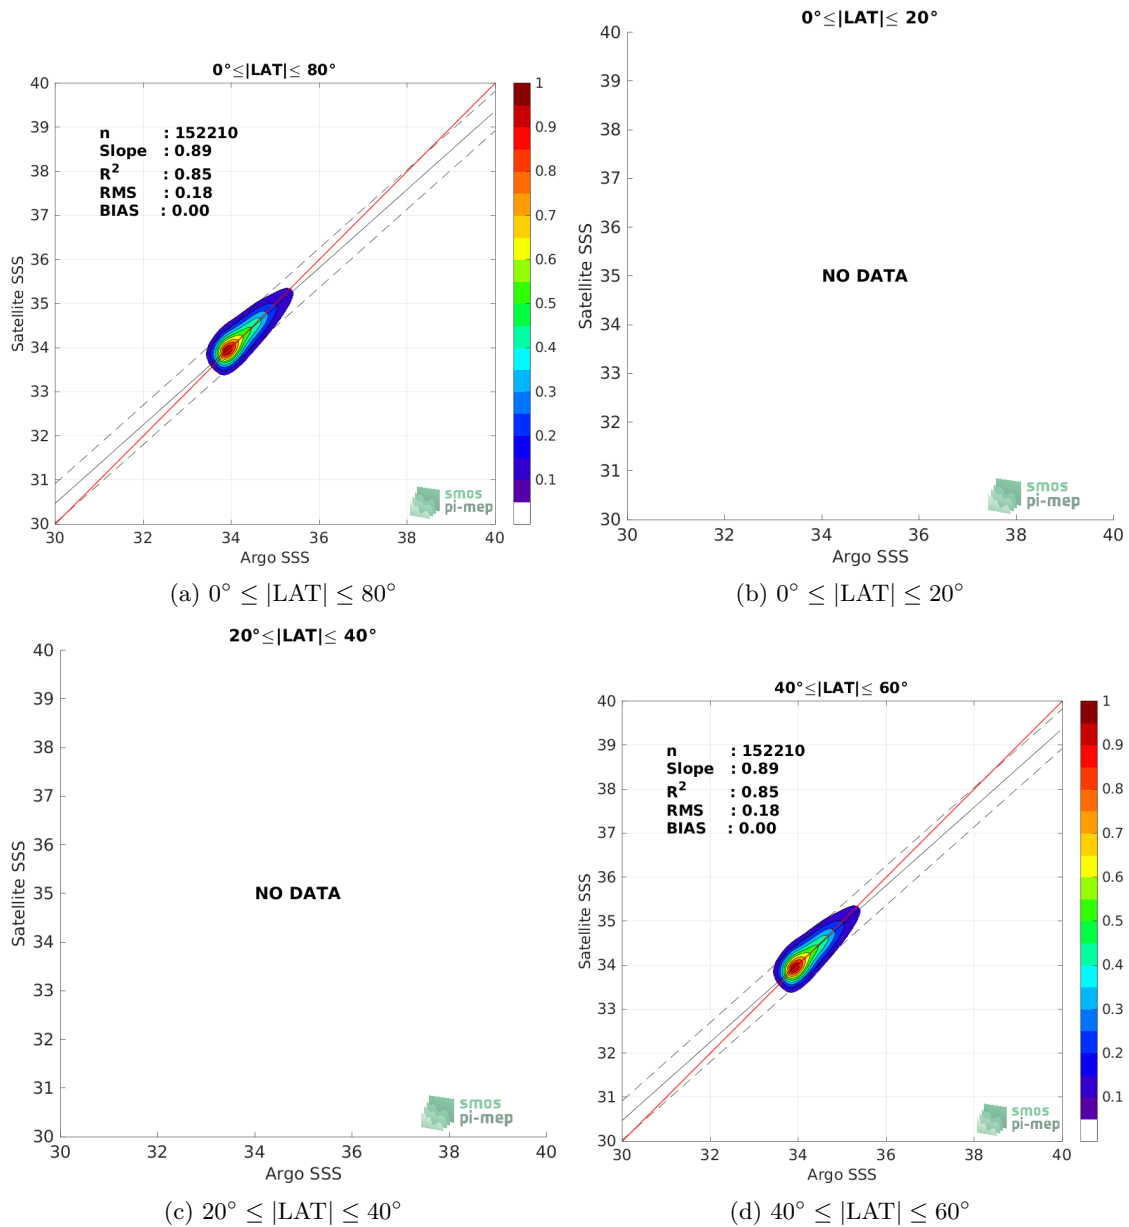 0°≤|LAT|≤ 80°
40
39
38
37
36
35
34
33
32
31
30
Satellite SSS
n : 152210
Slope : 0.89
R2 : 0.85
RMS : 0.18
BIAS : 0.00
smos
pi-mep
30 32 34 36 38 40
Argo SSS
1
0.9
0.8
0.7
0.6
0.5
0.4
0.3
0.2
0.1
(a) 0° ≤ |LAT| ≤ 80°
0°≤|LAT|≤ 20°
40
39
38
37
36
35
34
33
32
31
30
Satellite SSS
NO DATA
smos
pi-mep
30 32 34 36 38 40
Argo SSS
(b) 0° ≤ |LAT| ≤ 20°
20°≤|LAT|≤ 40°
40
39
38
37
36
35
34
33
32
31
30
Satellite SSS
NO DATA
smos
pi-mep
30 32 34 36 38 40
Argo SSS
(c) 20° ≤ |LAT| ≤ 40°
40°≤|LAT|≤ 60°
40
39
38
37
36
35
34
33
32
31
30
Satellite SSS
n : 152210
Slope : 0.89
R2 : 0.85
RMS : 0.18
BIAS : 0.00
smos
pi-mep
30 32 34 36 38 40
Argo SSS
1
0.9
0.8
0.7
0.6
0.5
0.4
0.3
0.2
0.1
(d) 40° ≤ |LAT| ≤ 60°